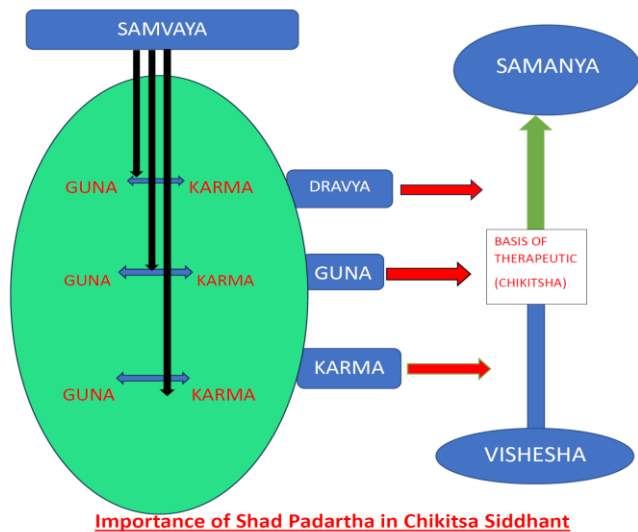 SAMVAYA
SAMANYA
GUNA KARMA
DRAVYA
GUNA KARMA
GUNA
BASIS OF
THERAPEUTIC
(CHIKITSHA)
GUNA KARMA
KARMA
VISHESHA
Importance of Shad Padartha in Chikitsa Siddhant